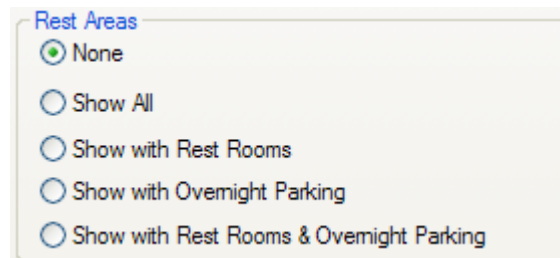 Rest Areas
None
Show All
Show with Rest Rooms
Show with Overnight Parking
Show with Rest Rooms & Overnight Parking